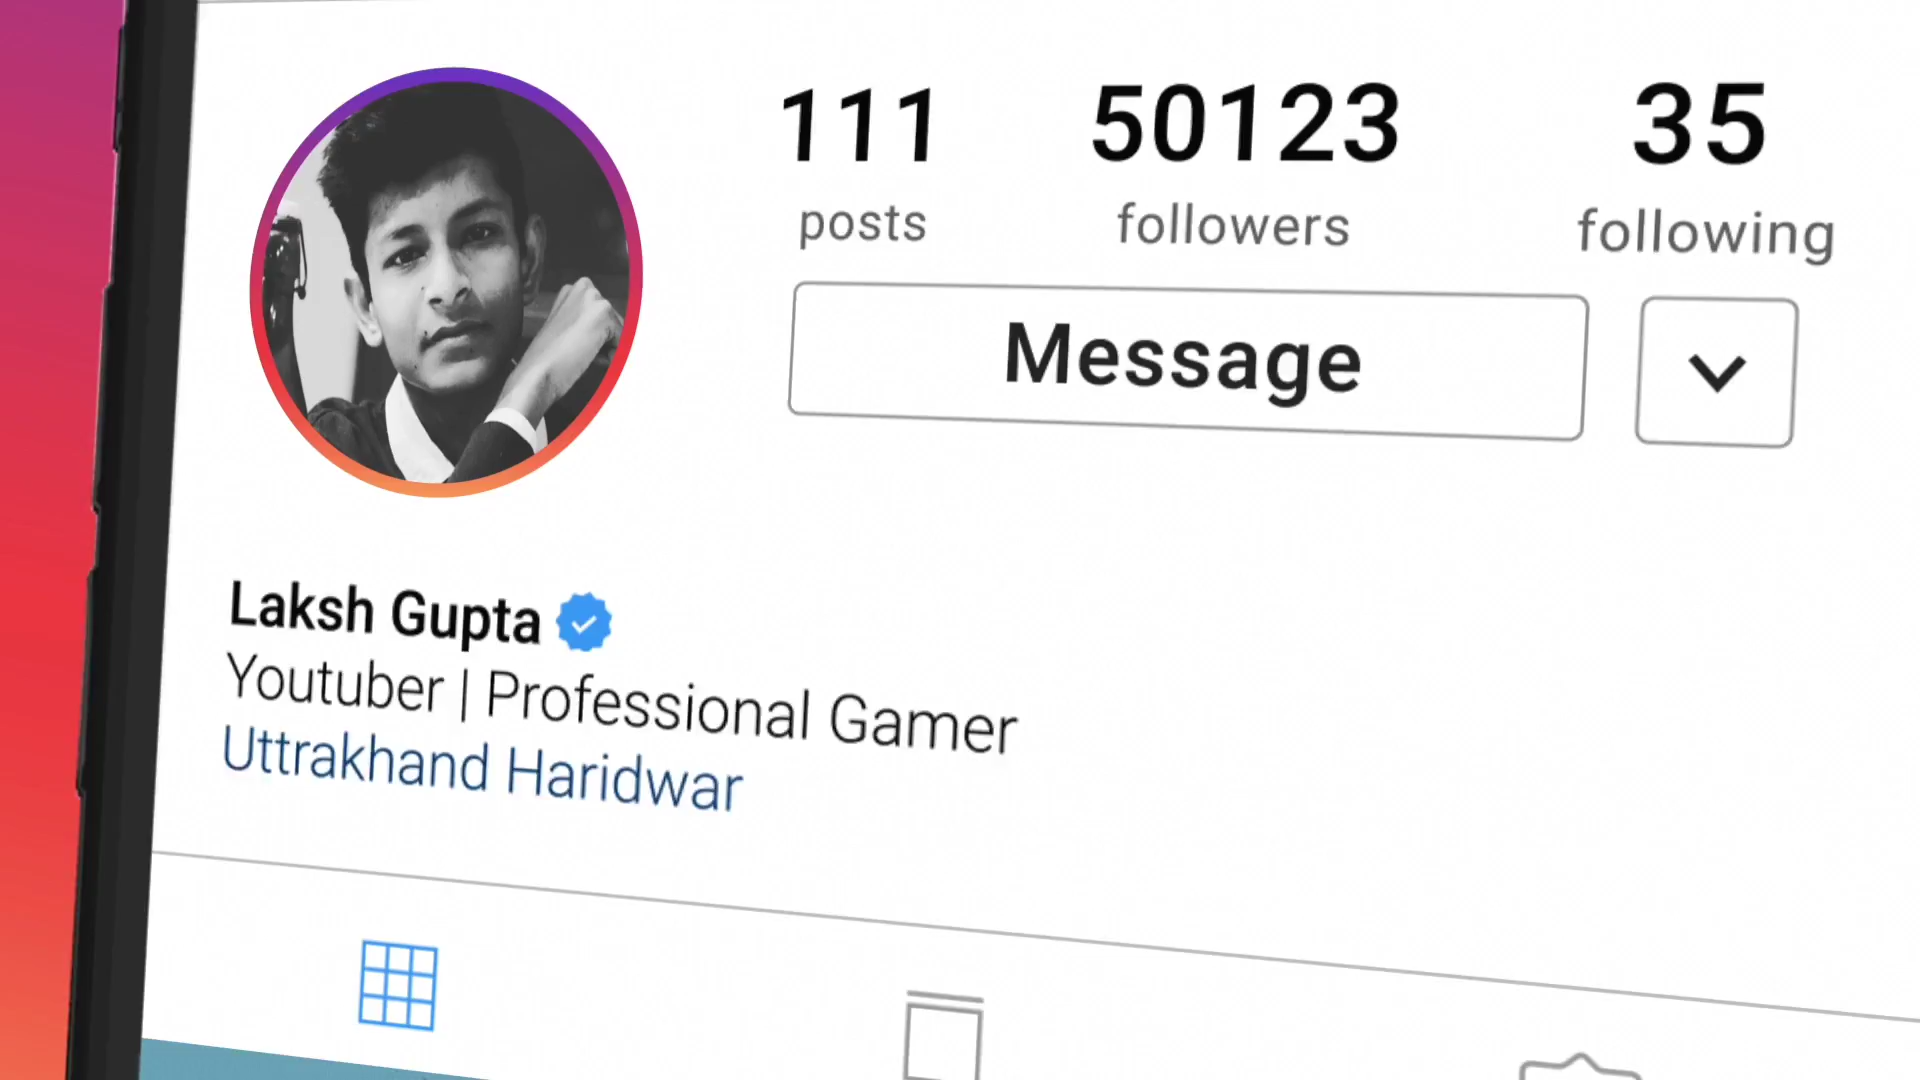 111 50123 35
posts followers following
Message
Laksh Gupta
Youtuber | Professional Gamer
Uttrakhand Haridwar